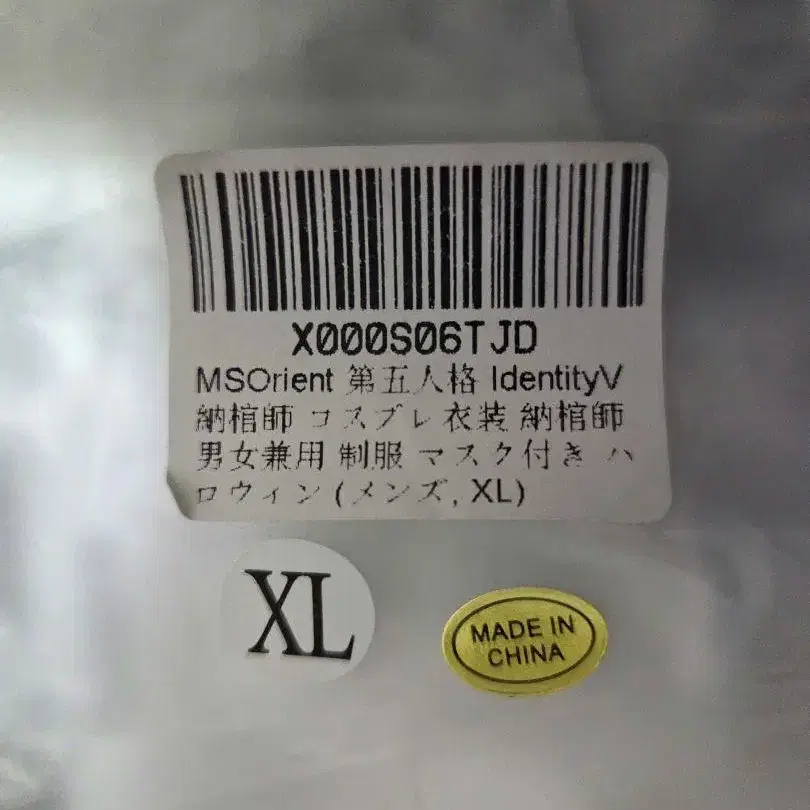 X000S06TJD
MSOrient 第五人格 IdentityV
納棺師 コスプレ衣装 納棺師
男女兼用 制服 マスク付き ハ
ロウィン (メンズ, XL)
XL
MADE IN
CHINA